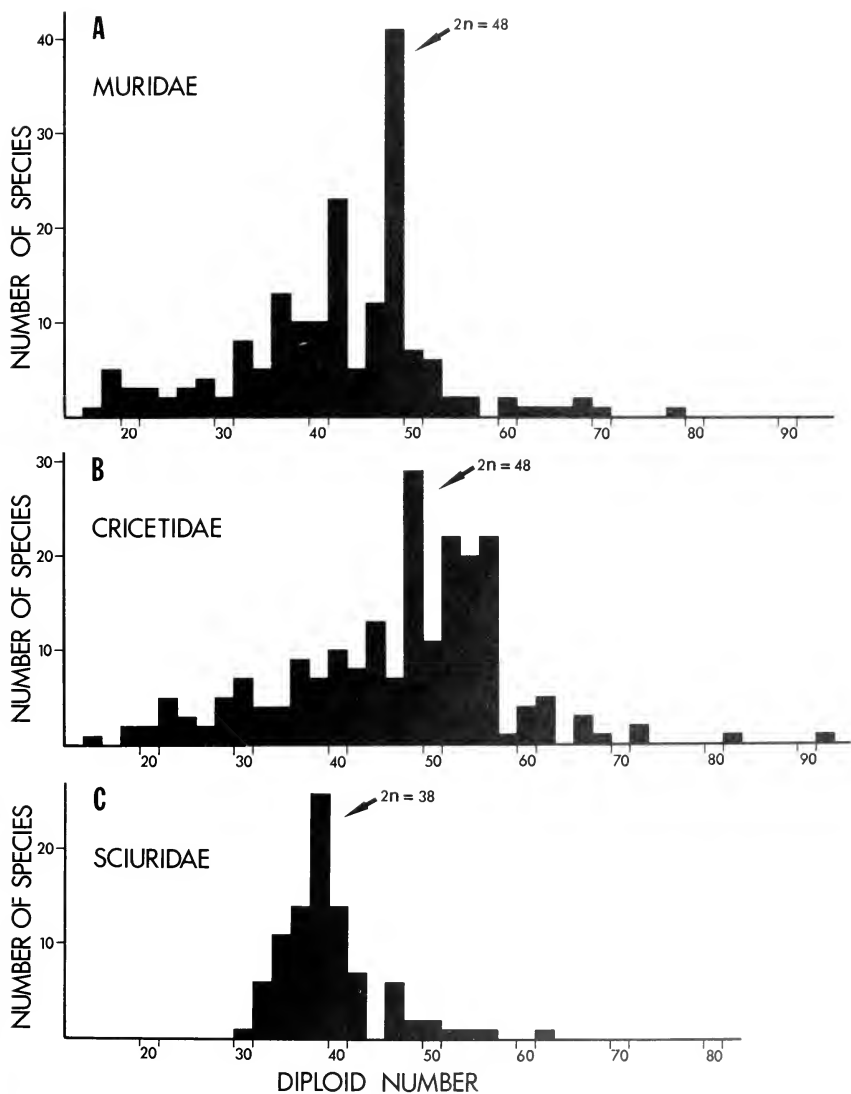 A
MURIDAE
2n = 48
NUMBER OF SPECIES
40
30
20
10
20 30 40 50 60 70 80 90
B
CRICETIDAE
2n = 48
NUMBER OF SPECIES
30
20
10
20 30 40 50 60 70 80 90
C
SCIURIDAE
2n = 38
NUMBER OF SPECIES
20
10
20 30 40 50 60 70 80
DIPLOID NUMBER